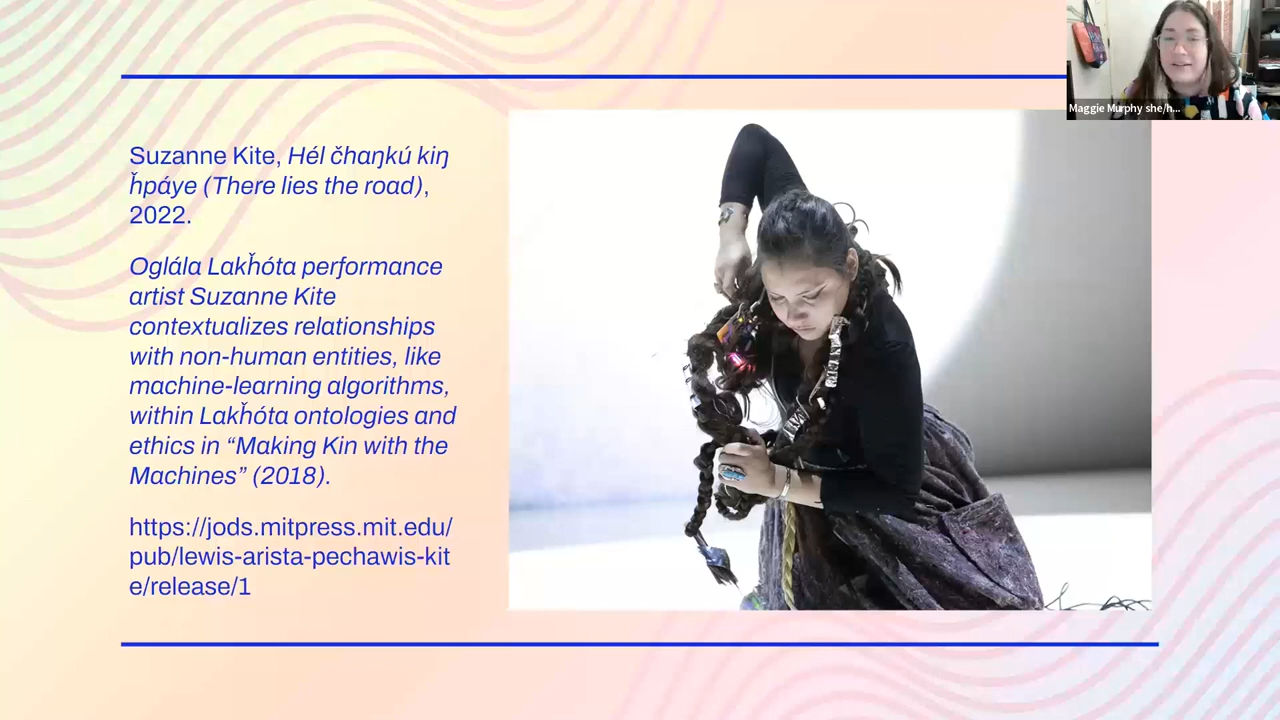 Suzanne Kite, Hél čhaŋkú kiŋ
ȟpáye (There lies the road),
2022.
Oglála Lakȟóta performance
artist Suzanne Kite
contextualizes relationships
with non-human entities, like
machine-learning algorithms,
within Lakȟóta ontologies and
ethics in “Making Kin with the
Machines” (2018).
https://jods.mitpress.mit.edu/
pub/lewis-arista-pechawis-kit
e/release/1
Maggie Murphy she/h...